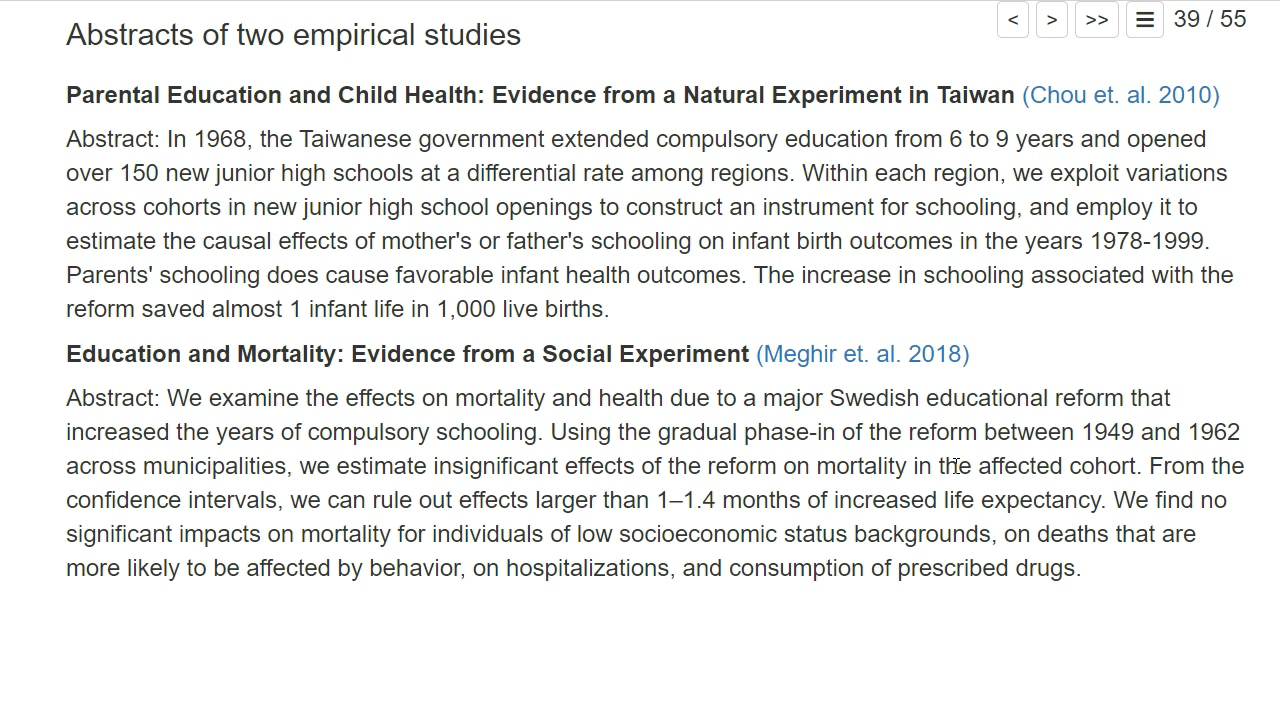 Abstracts of two empirical studies
< > >> ☰ 39 / 55
Parental Education and Child Health: Evidence from a Natural Experiment in Taiwan (Chou et. al. 2010)
Abstract: In 1968, the Taiwanese government extended compulsory education from 6 to 9 years and opened
over 150 new junior high schools at a differential rate among regions. Within each region, we exploit variations
across cohorts in new junior high school openings to construct an instrument for schooling, and employ it to
estimate the causal effects of mother's or father's schooling on infant birth outcomes in the years 1978-1999.
Parents' schooling does cause favorable infant health outcomes. The increase in schooling associated with the
reform saved almost 1 infant life in 1,000 live births.
Education and Mortality: Evidence from a Social Experiment (Meghir et. al. 2018)
Abstract: We examine the effects on mortality and health due to a major Swedish educational reform that
increased the years of compulsory schooling. Using the gradual phase-in of the reform between 1949 and 1962
across municipalities, we estimate insignificant effects of the reform on mortality in the affected cohort. From the
confidence intervals, we can rule out effects larger than 1–1.4 months of increased life expectancy. We find no
significant impacts on mortality for individuals of low socioeconomic status backgrounds, on deaths that are
more likely to be affected by behavior, on hospitalizations, and consumption of prescribed drugs.